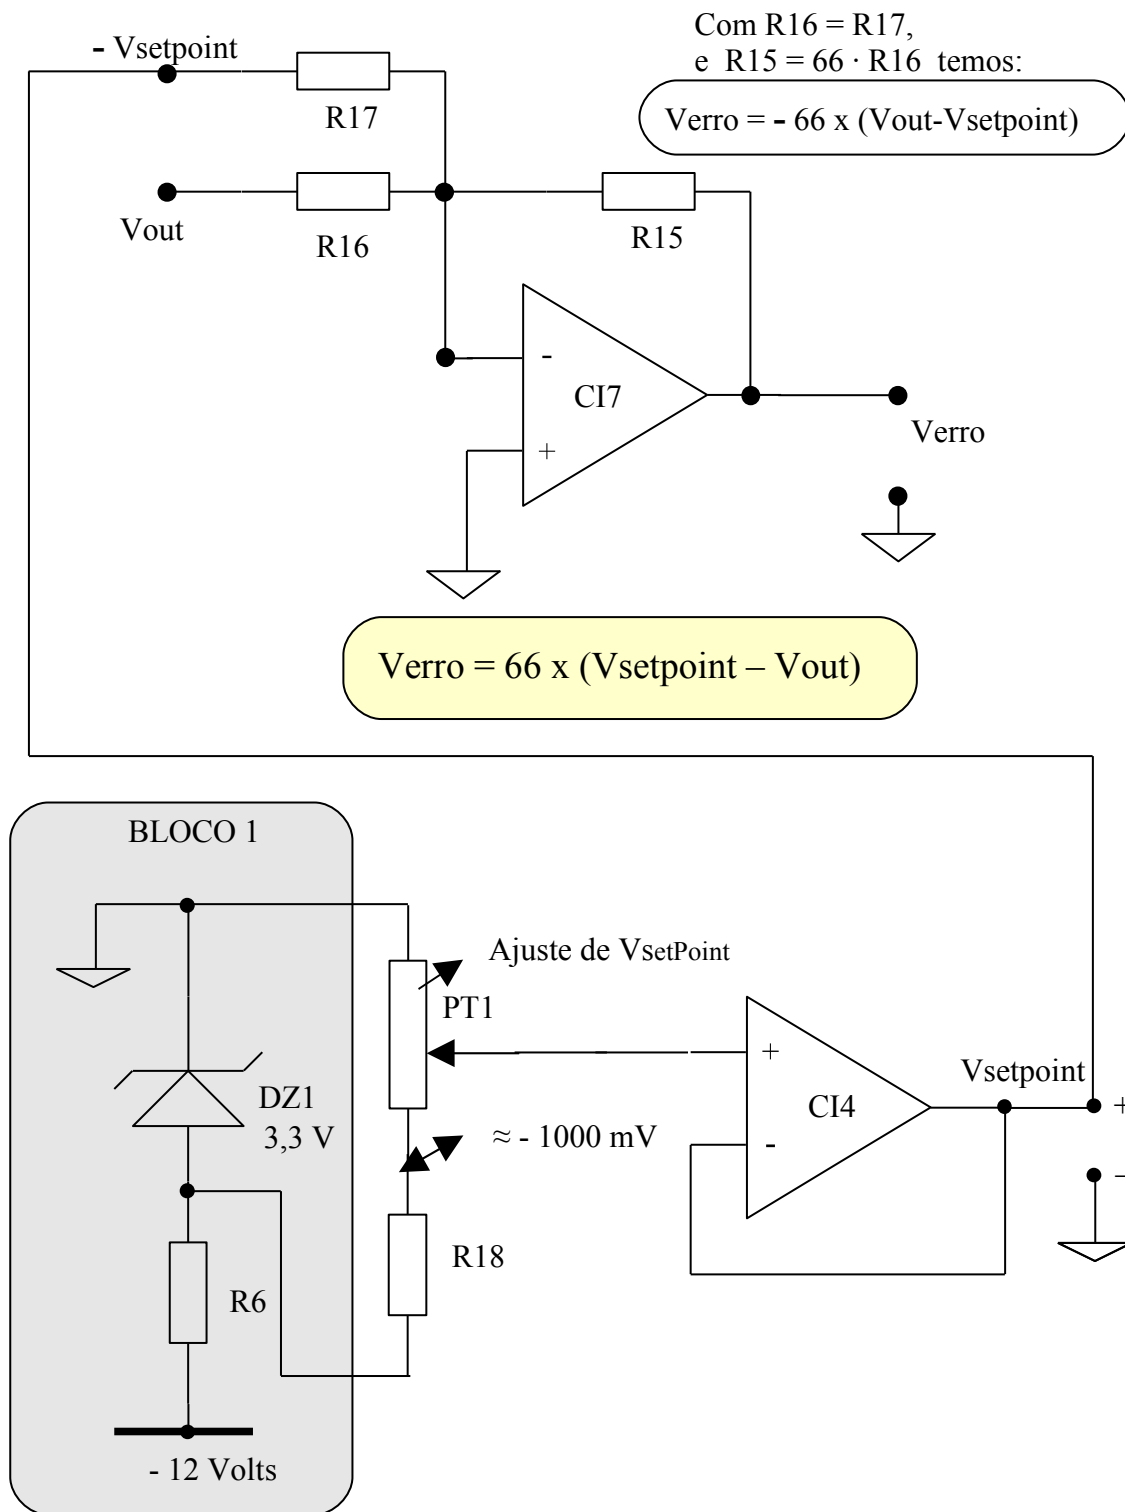 Com R16 = R17,
- Vsetpoint
e R15 = 66 · R16 temos:
R17
Verro = - 66 x (Vout-Vsetpoint)
Vout
R16
R15
-
CI7
+
Verro
Verro = 66 x (Vsetpoint – Vout)
BLOCO 1
Ajuste de VsetPoint
PT1
+
Vsetpoint
DZ1
3,3 V
CI4
+
≈ - 1000 mV
-
–
R18
R6
- 12 Volts